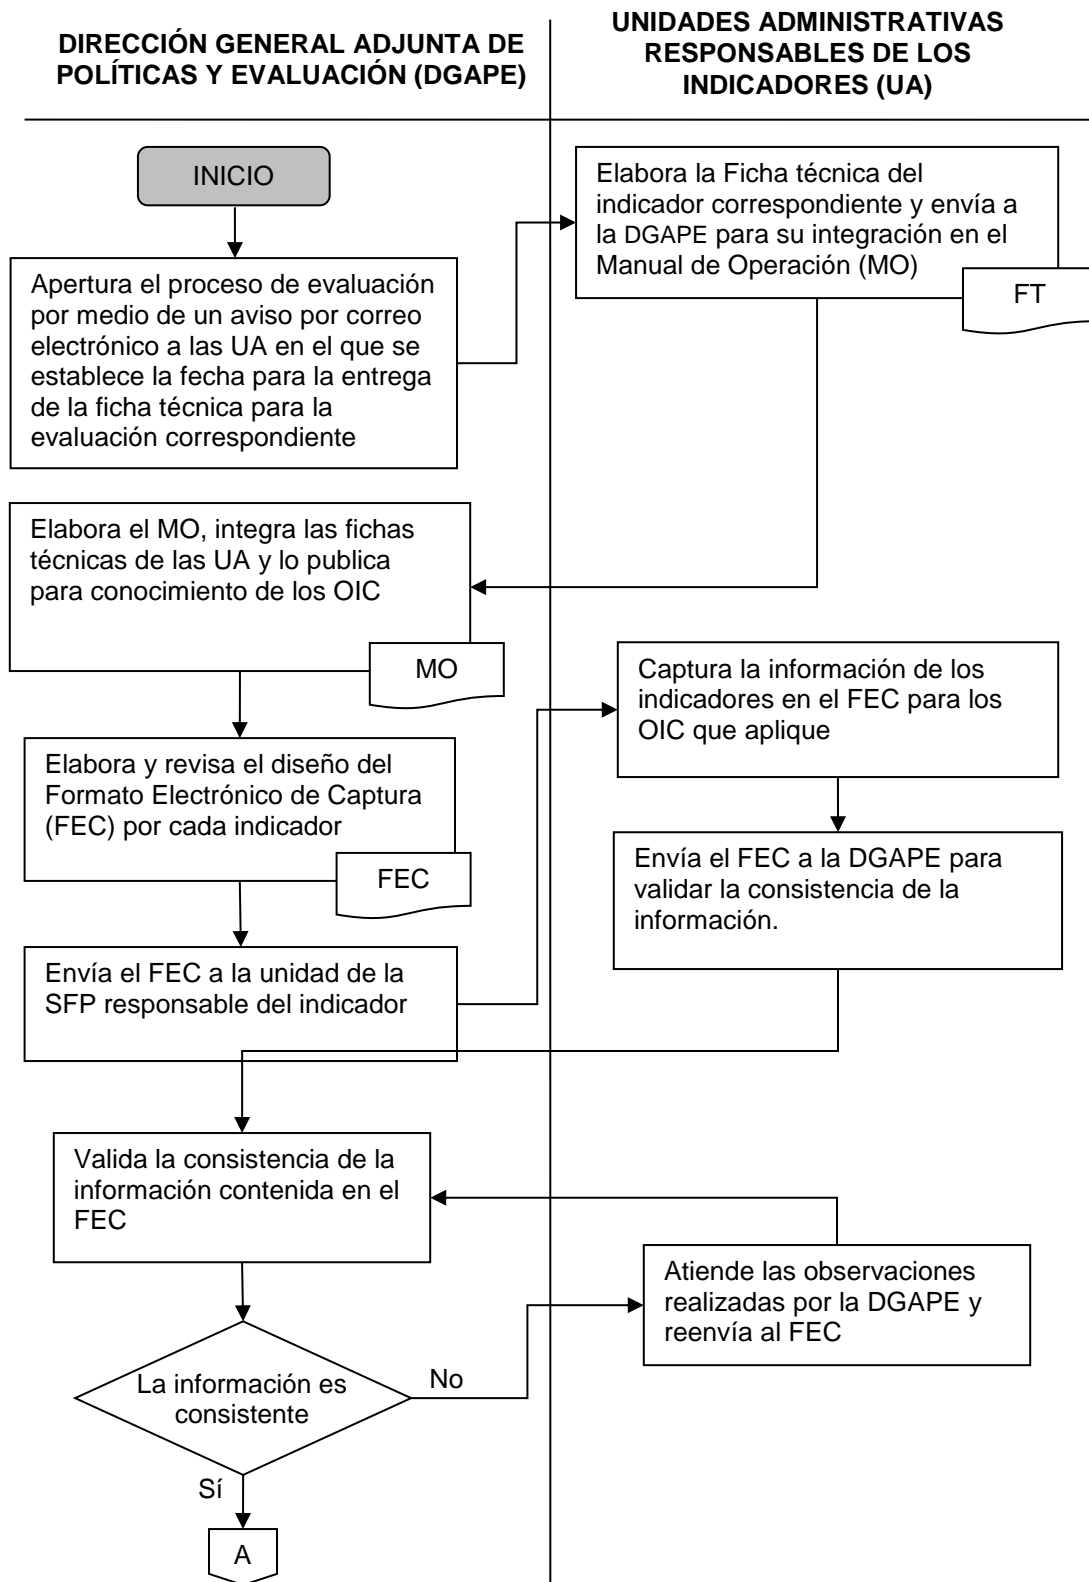 DIRECCIÓN GENERAL ADJUNTA DE
POLÍTICAS Y EVALUACIÓN (DGAPE)
UNIDADES ADMINISTRATIVAS
RESPONSABLES DE LOS
INDICADORES (UA)
INICIO
Apertura el proceso de evaluación
por medio de un aviso por correo
electrónico a las UA en el que se
establece la fecha para la entrega
de la ficha técnica para la
evaluación correspondiente
Elabora la Ficha técnica del
indicador correspondiente y envía a
la DGAPE para su integración en el
Manual de Operación (MO)
FT
Elabora el MO, integra las fichas
técnicas de las UA y lo publica
para conocimiento de los OIC
MO
Elabora y revisa el diseño del
Formato Electrónico de Captura
(FEC) por cada indicador
FEC
Envía el FEC a la unidad de la
SFP responsable del indicador
Captura la información de los
indicadores en el FEC para los
OIC que aplique
Envía el FEC a la DGAPE para
validar la consistencia de la
información.
Valida la consistencia de la
información contenida en el
FEC
La información es
consistente
No
Atiende las observaciones
realizadas por la DGAPE y
reenvía al FEC
Sí
A